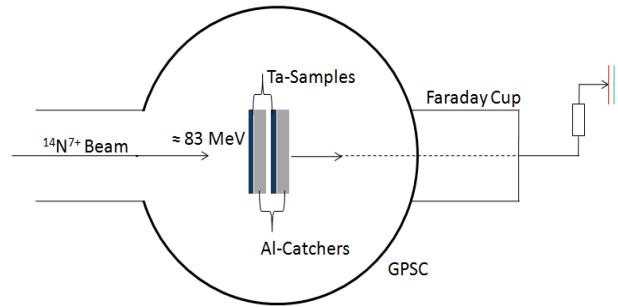 Ta-Samples
Faraday Cup
¹⁴N⁷⁺ Beam
≈ 83 MeV
Al-Catchers
GPSC